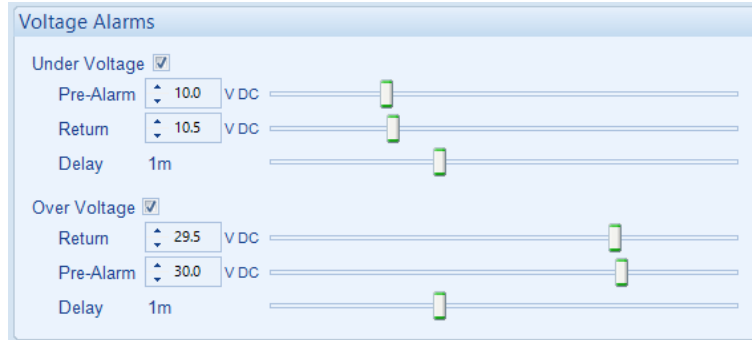 Voltage Alarms
Under Voltage
Pre-Alarm 10.0 V DC
Return 10.5 V DC
Delay 1m
Over Voltage
Return 29.5 V DC
Pre-Alarm 30.0 V DC
Delay 1m